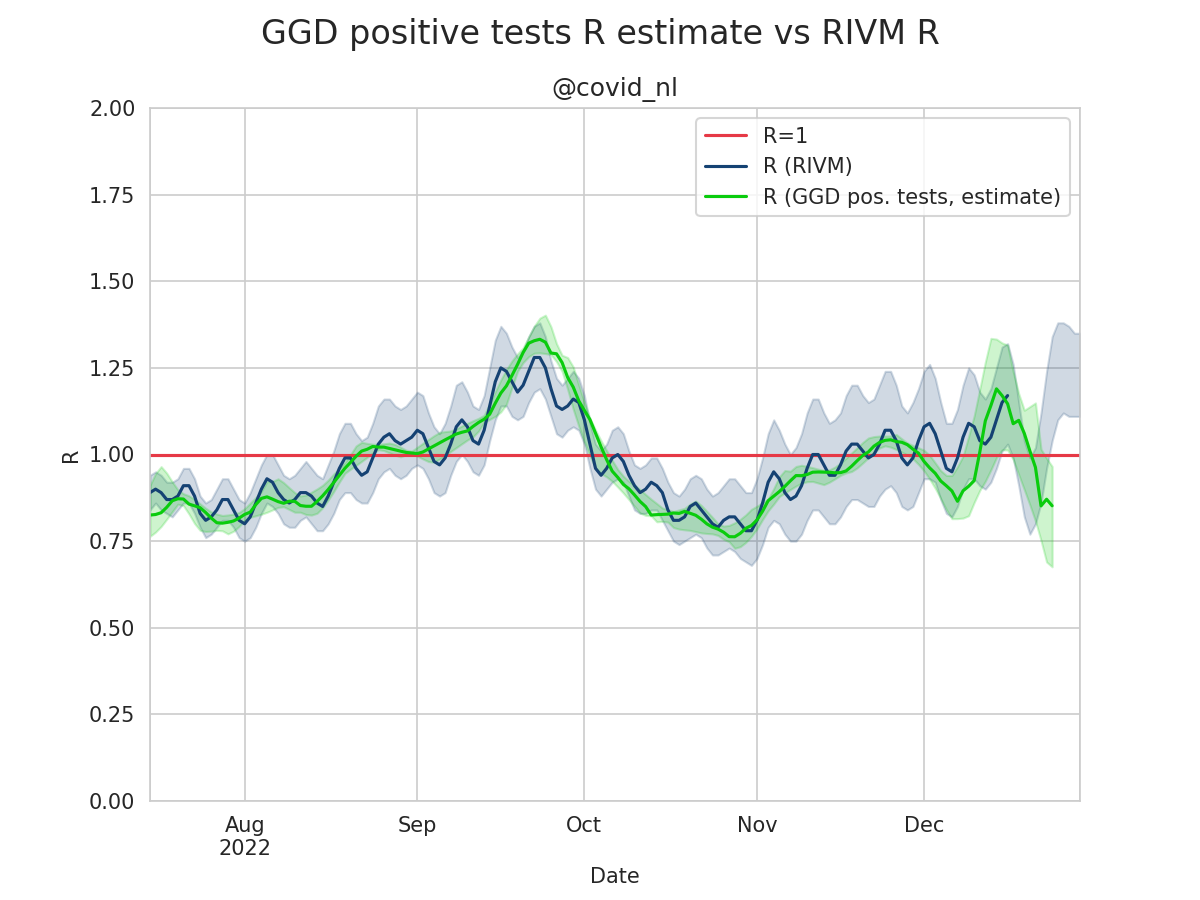 GGD positive tests R estimate vs RIVM R
@covid_nl
R=1
R (RIVM)
R (GGD pos. tests, estimate)
2.00
1.75
1.50
1.25
1.00
0.75
0.50
0.25
0.00
R
Aug
2022
Sep
Oct
Nov
Dec
Date